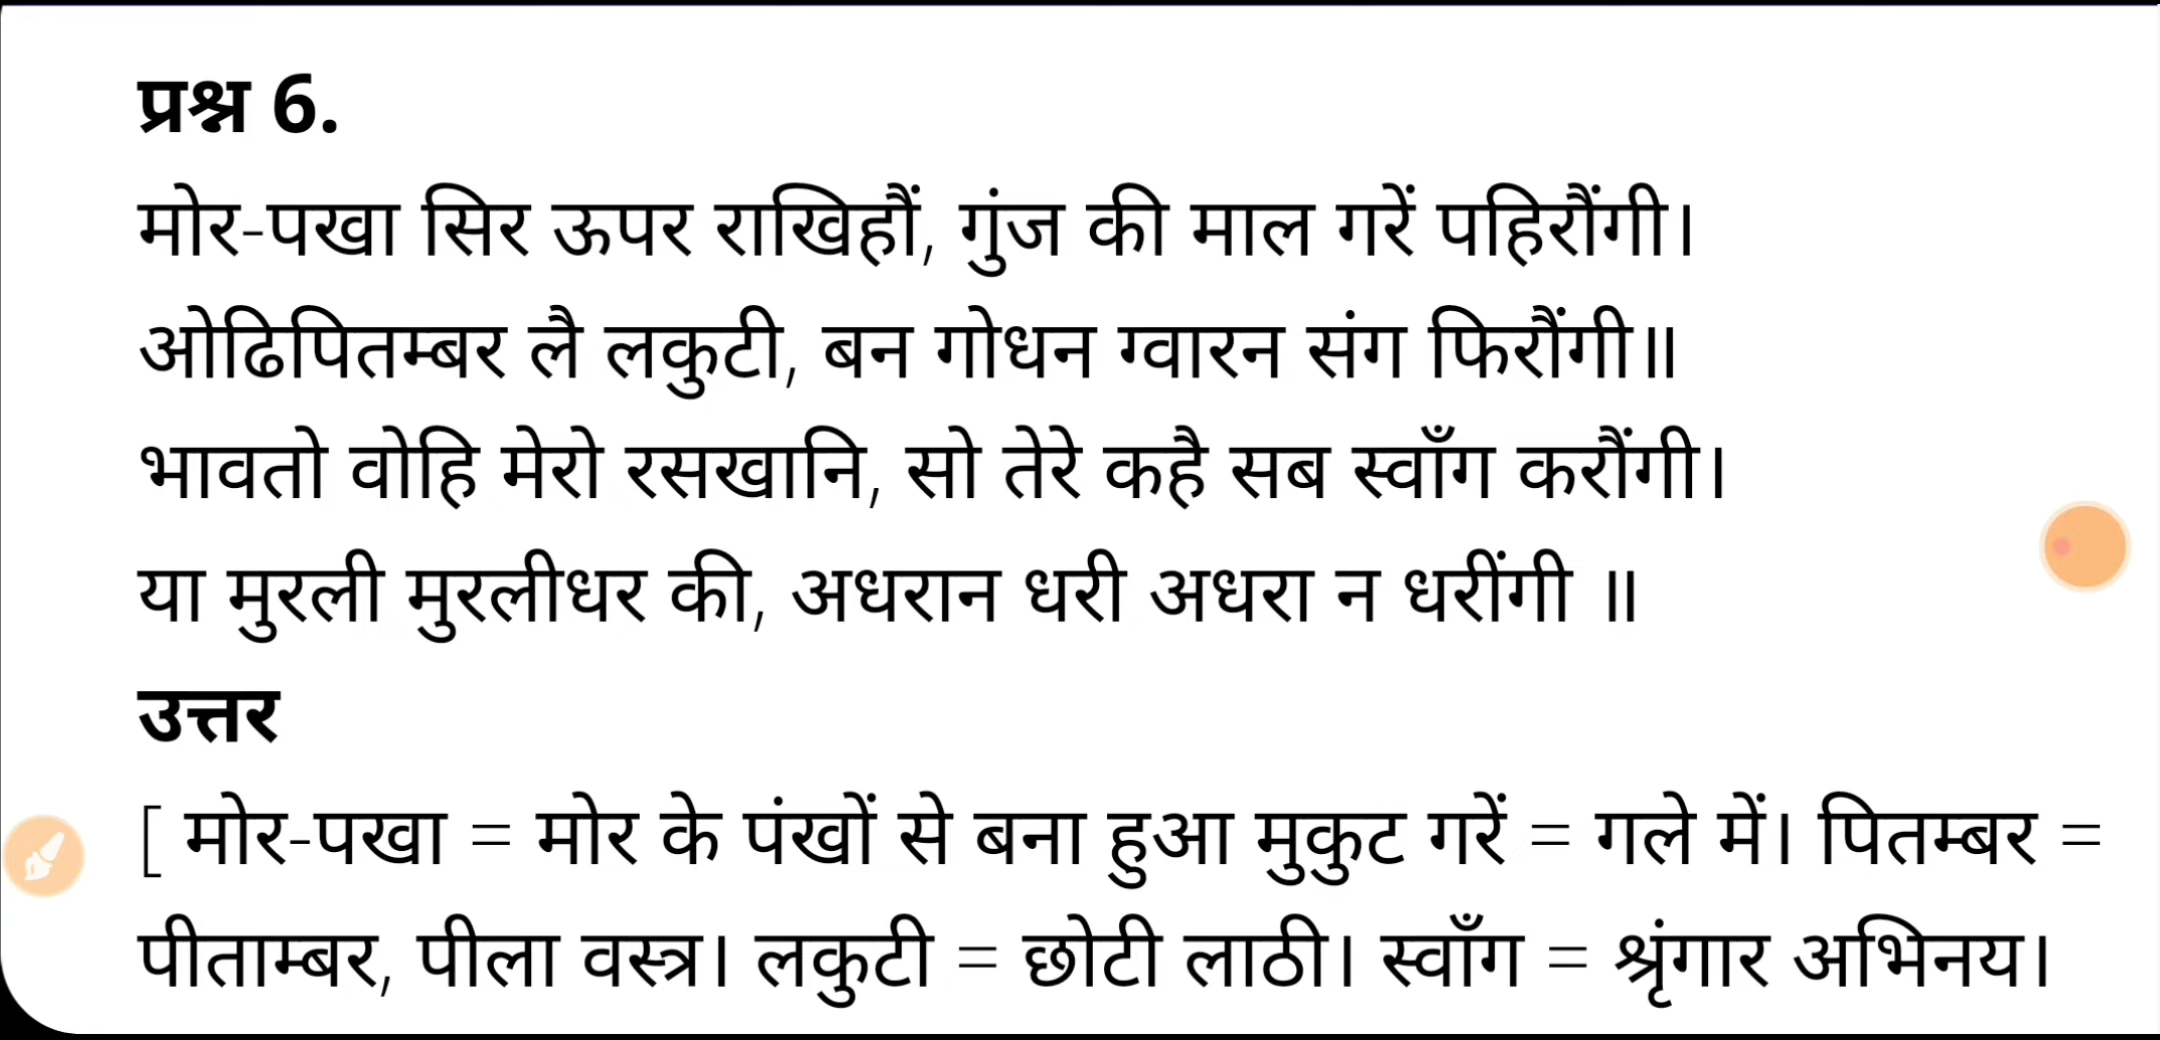 प्रश्न 6.
मोर-पखा सिर ऊपर राखिहौं, गुंज की माल गरें पहिरौंगी।
ओढिपितम्बर लै लकुटी, बन गोधन ग्वारन संग फिरौंगी॥
भावतो वोहि मेरो रसखानि, सो तेरे कहै सब स्वाँग करौंगी।
या मुरली मुरलीधर की, अधरान धरी अधरा न धरींगी ॥
उत्तर
[ मोर-पखा = मोर के पंखों से बना हुआ मुकुट गरें = गले में। पितम्बर =
पीताम्बर, पीला वस्त्र। लकुटी = छोटी लाठी। स्वाँग = श्रृंगार अभिनय।